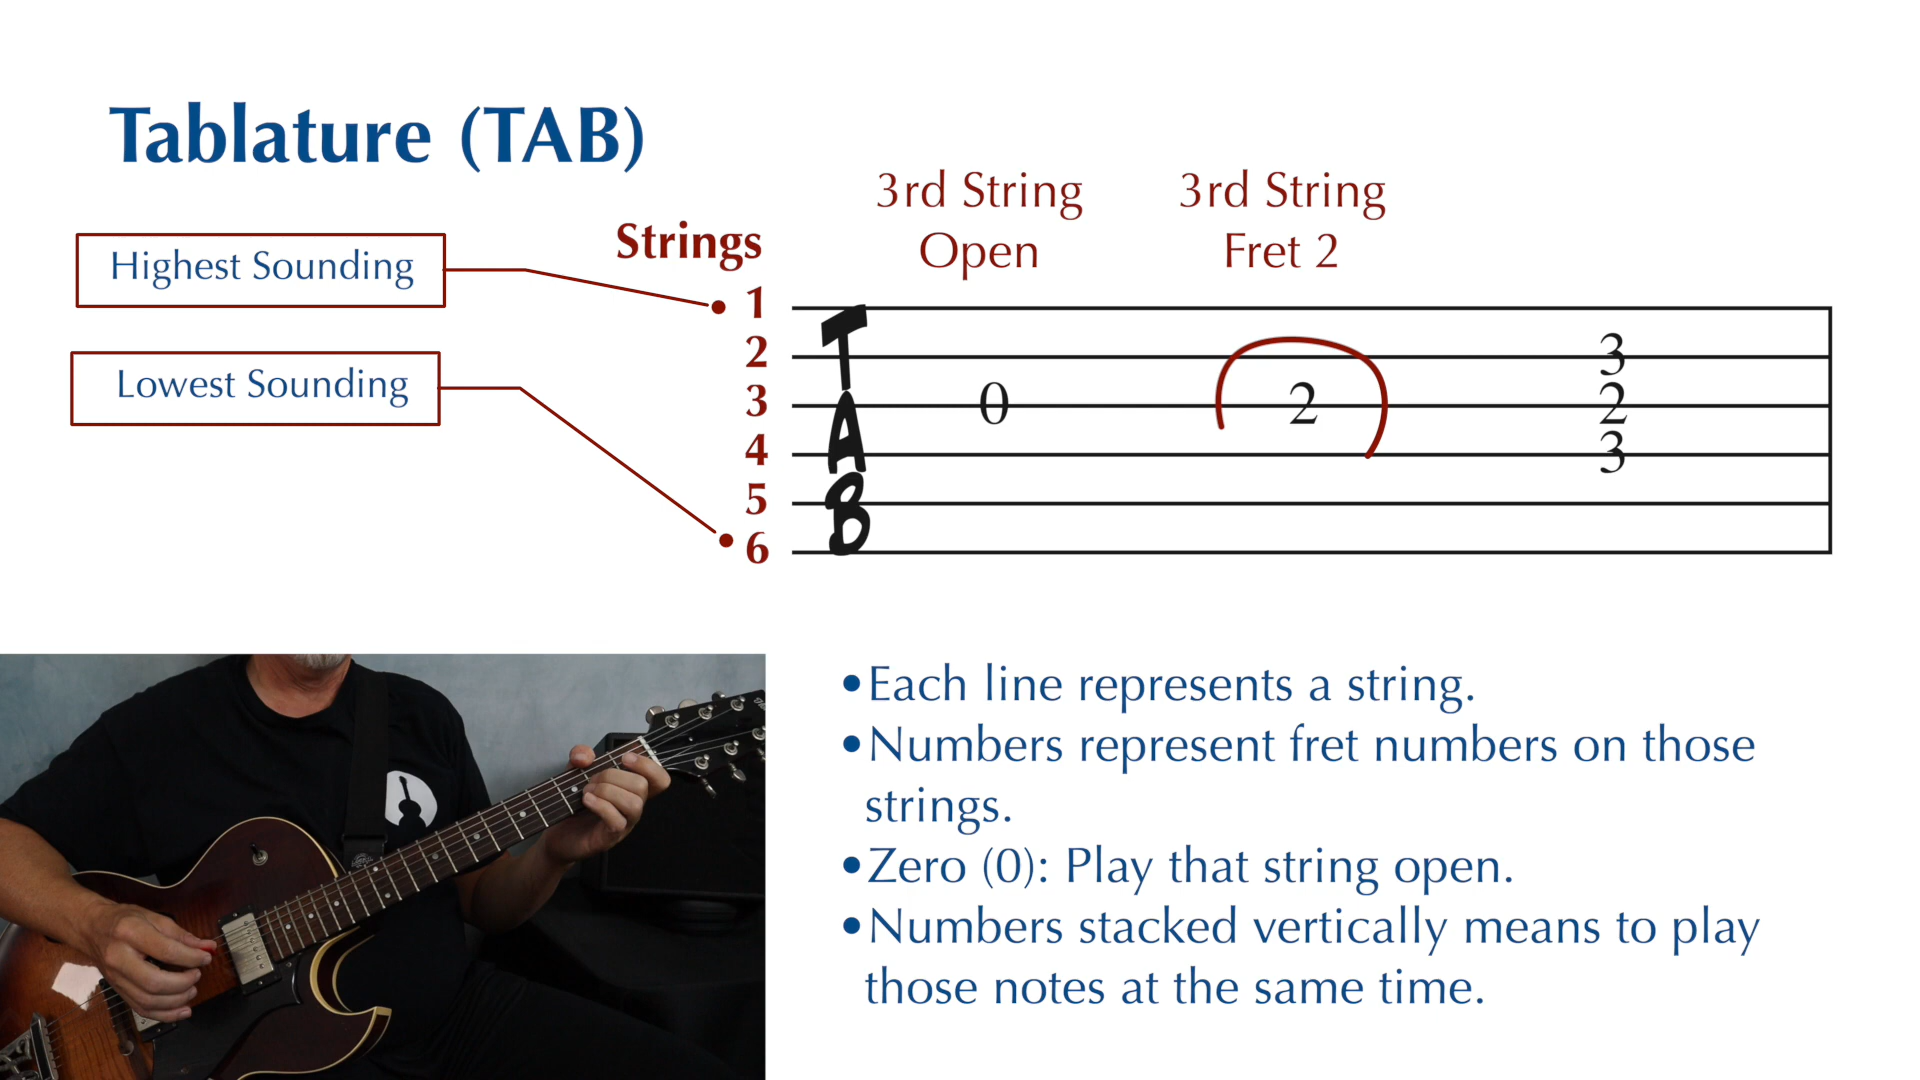 Tablature (TAB)
Highest Sounding
Lowest Sounding
Strings
1
2
3
4
5
6
3rd String
Open
3rd String
Fret 2
TAB
0
2
3
2
3
•Each line represents a string.
•Numbers represent fret numbers on those
strings.
•Zero (0): Play that string open.
•Numbers stacked vertically means to play
those notes at the same time.